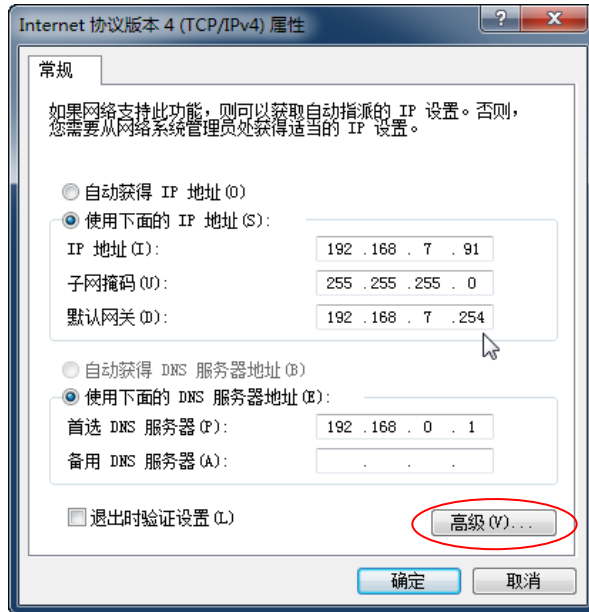 Internet 协议版本 4 (TCP/IPv4) 属性
常规
如果网络支持此功能，则可以获取自动指派的 IP 设置。否则，
您需要从网络系统管理员处获得适当的 IP 设置。
自动获得 IP 地址(O)
使用下面的 IP 地址(S):
IP 地址(I): 192 .168 . 7 . 91
子网掩码(U): 255 .255 .255 . 0
默认网关(D): 192 .168 . 7 .254
自动获得 DNS 服务器地址(B)
使用下面的 DNS 服务器地址(E):
首选 DNS 服务器(P): 192 .168 . 0 . 1
备用 DNS 服务器(A): . . .
退出时验证设置(L)
高级(V)...
确定 取消